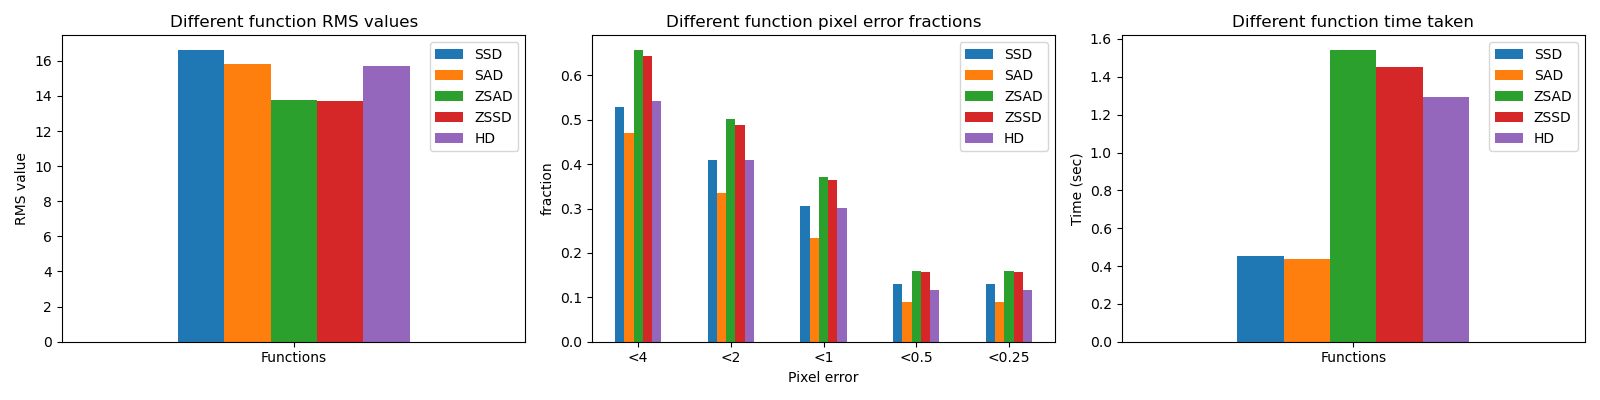 Different function RMS values
RMS value
16
14
12
10
8
6
4
2
0
Functions
SSD
SAD
ZSAD
ZSSD
HD
Different function pixel error fractions
fraction
0.6
0.5
0.4
0.3
0.2
0.1
0.0
<4 <2 <1 <0.5 <0.25
Pixel error
SSD
SAD
ZSAD
ZSSD
HD
Different function time taken
Time (sec)
1.6
1.4
1.2
1.0
0.8
0.6
0.4
0.2
0.0
Functions
SSD
SAD
ZSAD
ZSSD
HD